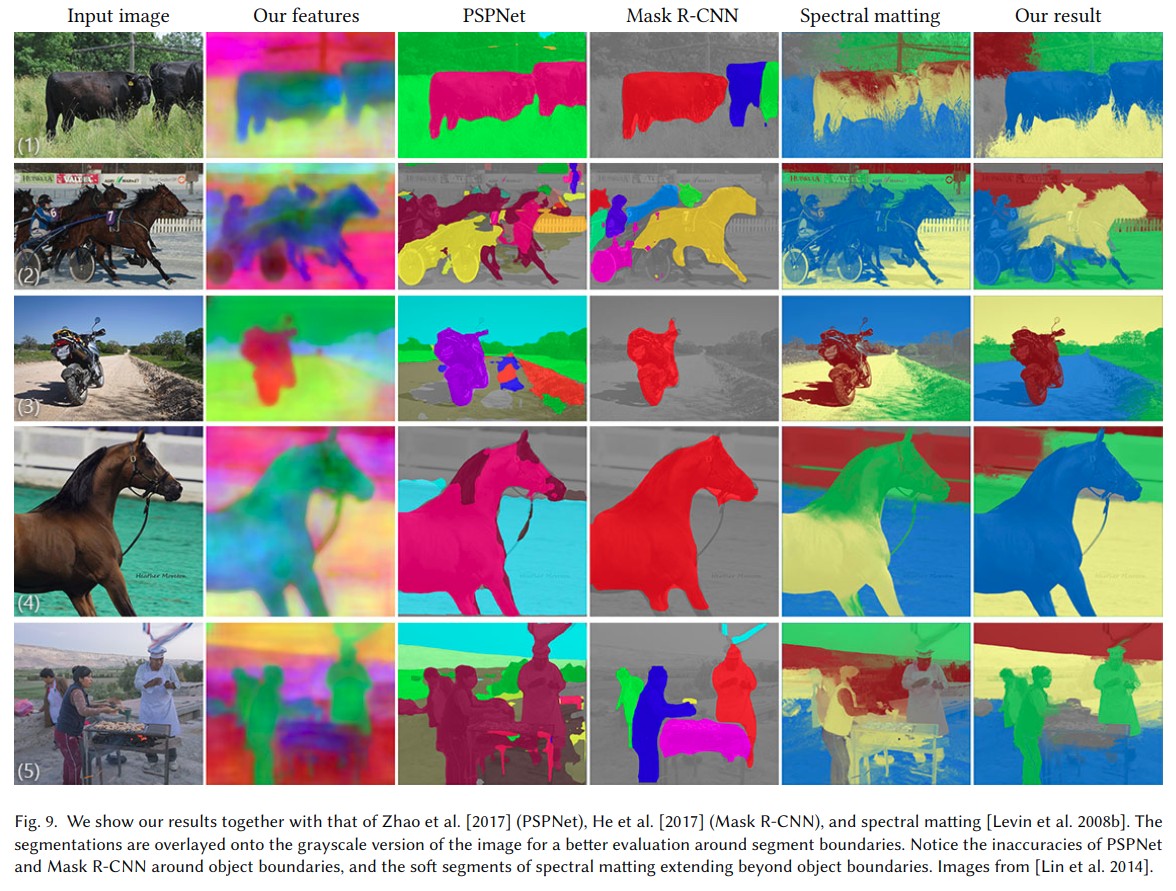 Input image Our features PSPNet Mask R-CNN Spectral matting Our result
(1)
(2)
(3)
(4)
Heather Moreton
(5)
Fig. 9. We show our results together with that of Zhao et al. [2017] (PSPNet), He et al. [2017] (Mask R-CNN), and spectral matting [Levin et al. 2008b]. The
segmentations are overlayed onto the grayscale version of the image for a better evaluation around segment boundaries. Notice the inaccuracies of PSPNet
and Mask R-CNN around object boundaries, and the soft segments of spectral matting extending beyond object boundaries. Images from [Lin et al. 2014].